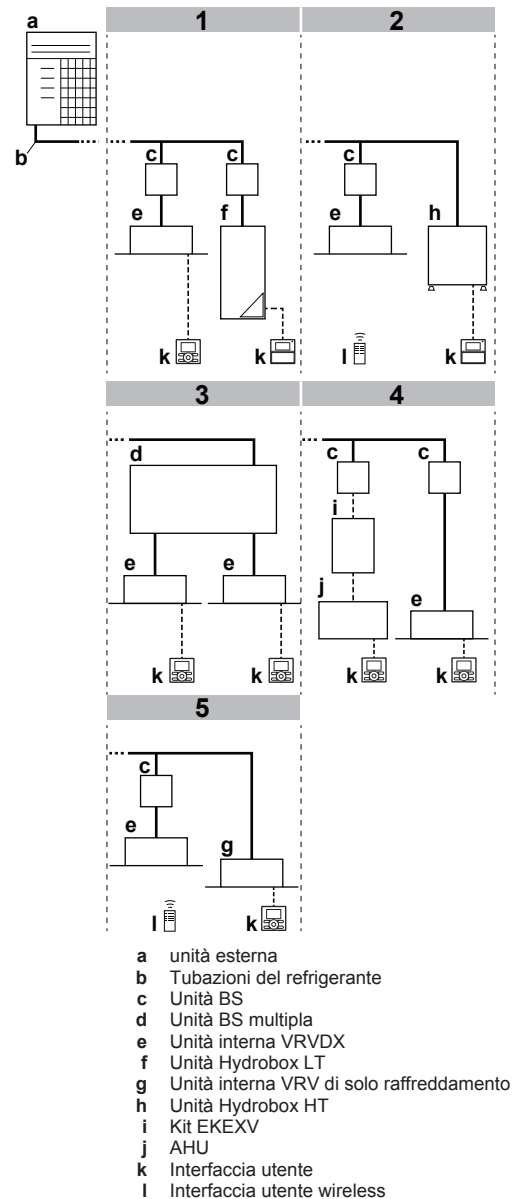 a
1
2
b
c
c
c
e
f
e
h
k
k
l
k
3
4
d
c
c
i
e
e
j
e
k
k
k
k
5
c
e
g
l
k
a unità esterna
b Tubazioni del refrigerante
c Unità BS
d Unità BS multipla
e Unità interna VRVDX
f Unità Hydrobox LT
g Unità interna VRV di solo raffreddamento
h Unità Hydrobox HT
i Kit EKEXV
j AHU
k Interfaccia utente
l Interfaccia utente wireless